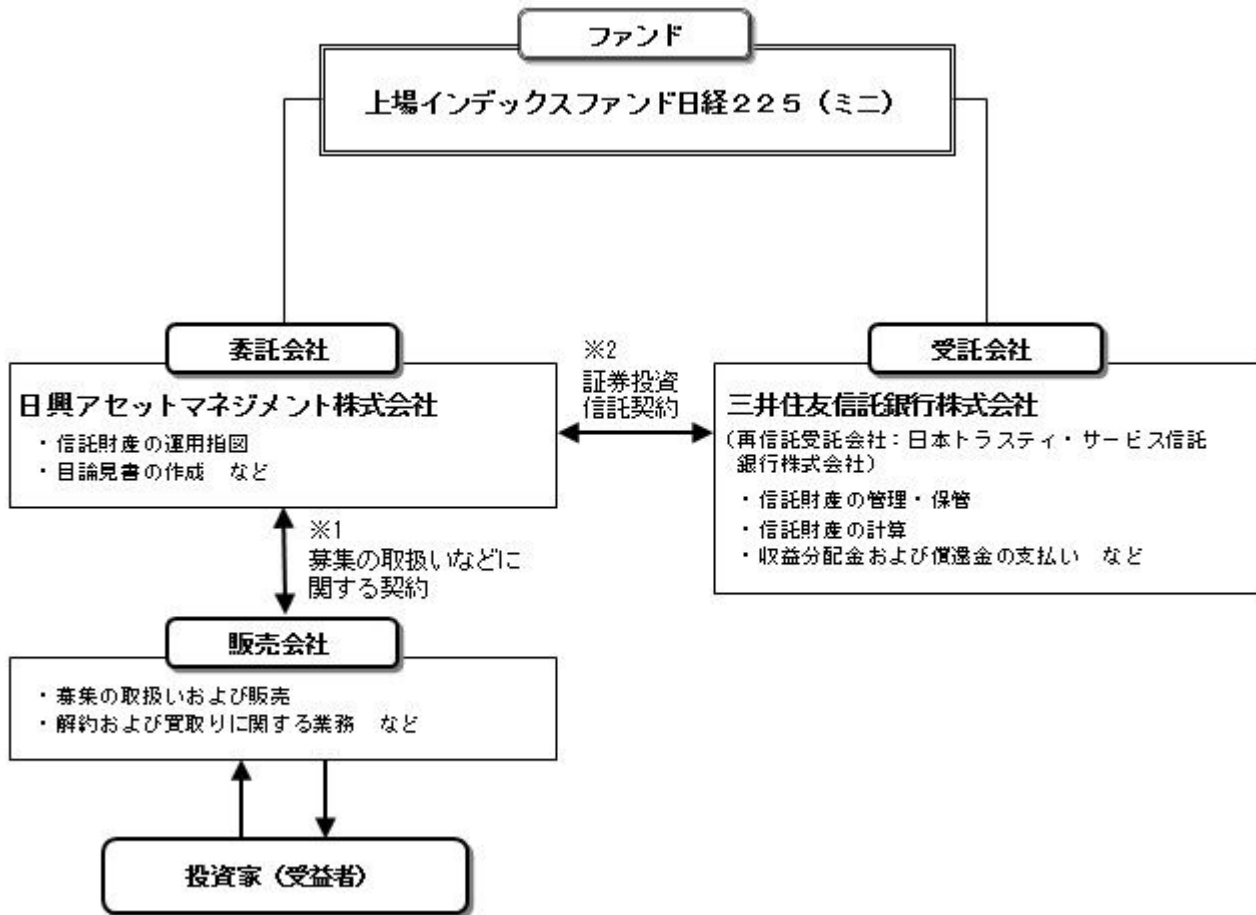 ファンド
上場インデックスファンド日経225(ミニ)
委託会社
日興アセットマネジメント株式会社
・信託財産の運用指図
・目論見書の作成 など
※2
証券投資
信託契約
受託会社
三井住友信託銀行株式会社
(再信託受託会社:日本トラスティ・サービス信託
銀行株式会社)
・信託財産の管理・保管
・信託財産の計算
・収益分配金および償還金の支払い など
※1
募集の取扱いなどに
関する契約
販売会社
・募集の取扱いおよび販売
・解約および買取りに関する業務 など
投資家(受益者)